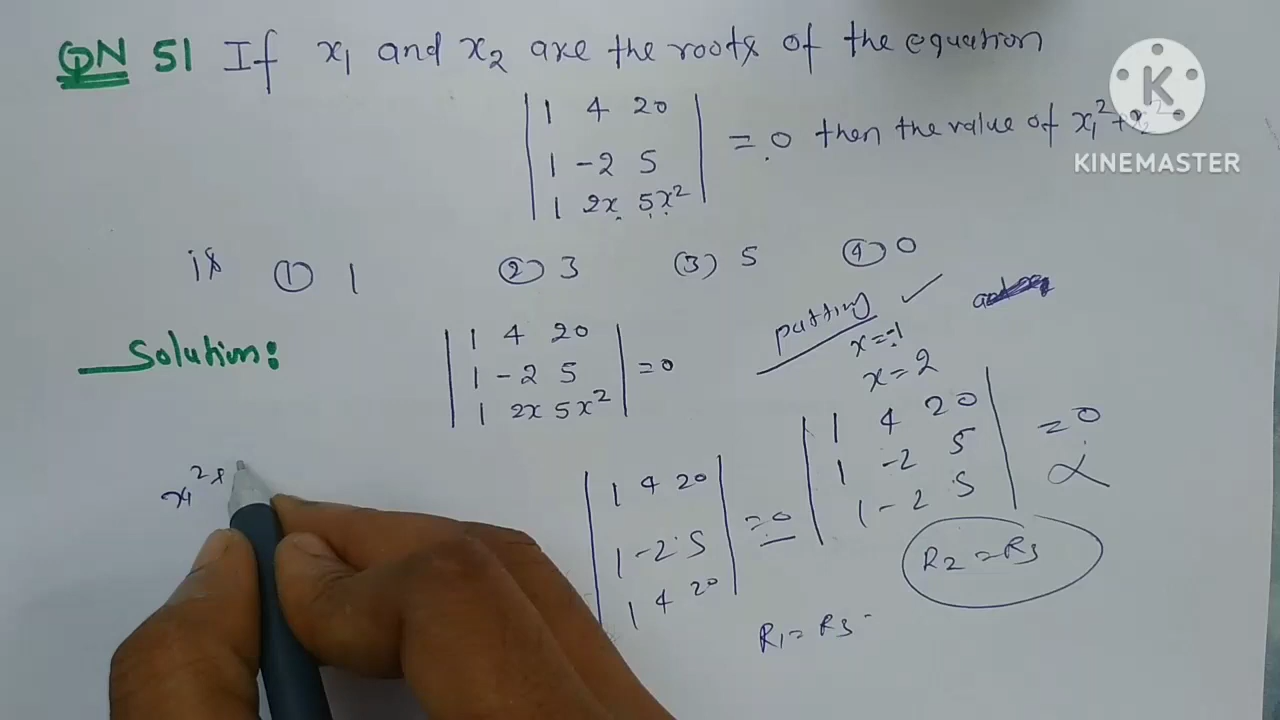 QN 51 If x₁ and x₂ are the roots of the equation
| 1 4 20 |
| 1 -2 5 | = 0 then the value of x₁² + x₂²
| 1 2x 5x² |
K
KINEMASTER
is ① 1 ② 3 (3) 5 ④ 0
Solution:
| 1 4 20 |
| 1 -2 5 | = 0
| 1 2x 5x² |
putting ✓
x = -1
x = 2
| 1 4 20 |
| 1 -2 5 | = 0
| 1 4 20 |
R₁ = R₃
| 1 4 20 |
| 1 -2 5 | = 0
| 1 -2 5 |
R₂ = R₃
x₁²